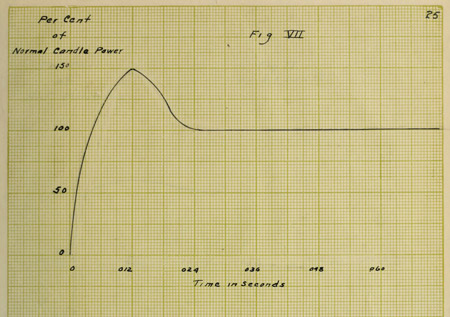 25
Per Cent
of
Normal Candle Power
Fig VII
150
100
50
0
0 012 024 036 048 060
Time in Seconds